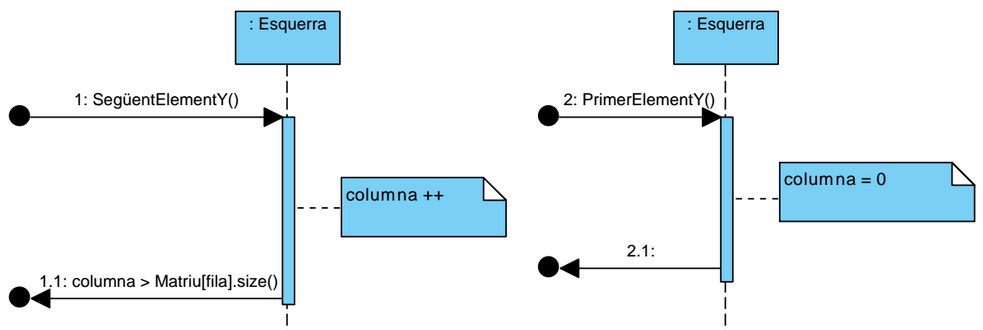 : Esquerra
1: SegüentElementY()
columna ++
1.1: columna > Matriu[fila].size()
: Esquerra
2: PrimerElementY()
columna = 0
2.1: